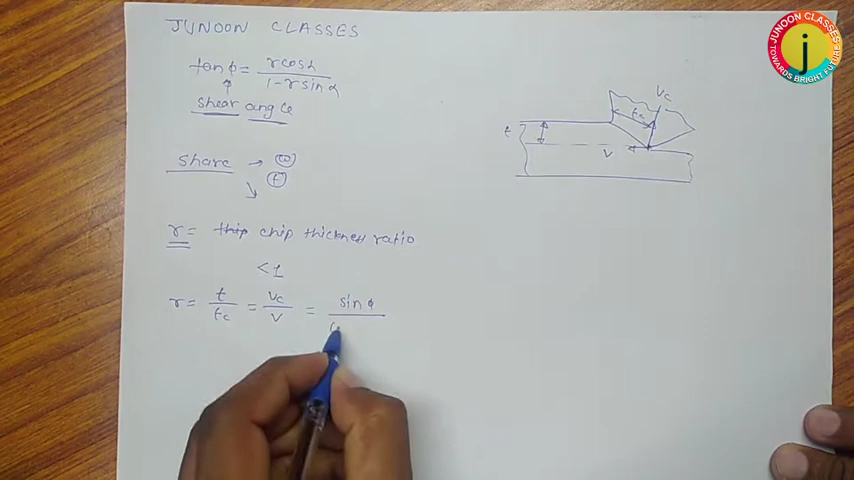 JUNOON CLASSES
tan φ = r cos α / 1 - r sin α
shear angle
share → ω
t
r = thip chip thickness ratio
< 1
r = t / tc = vc / v = sin φ / C
Vc
tc
t
V
JUNOON CLASSES
j
TOWARDS BRIGHT FUTURE